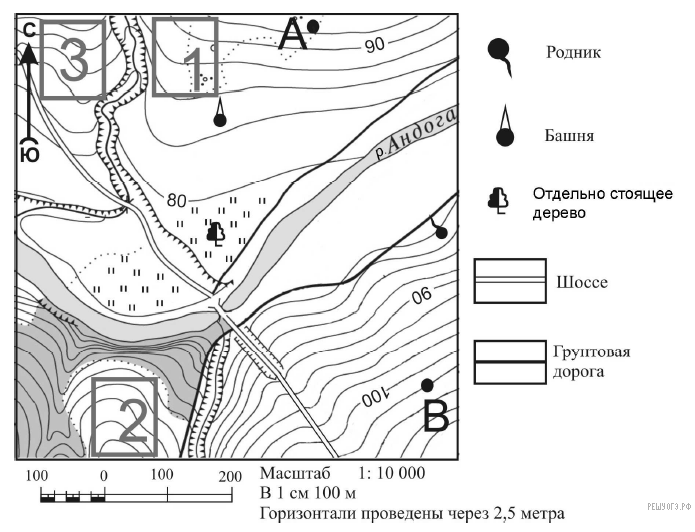 С
Ю
3
1
А
90
р. Андога
80
90
100
2
В
Родник
Башня
Отдельно стоящее
дерево
Шоссе
Грунтовая
дорога
100 0 100 200
Масштаб 1: 10 000
В 1 см 100 м
Горизонтали проведены через 2,5 метра
РЕШУОГЭ.РФ